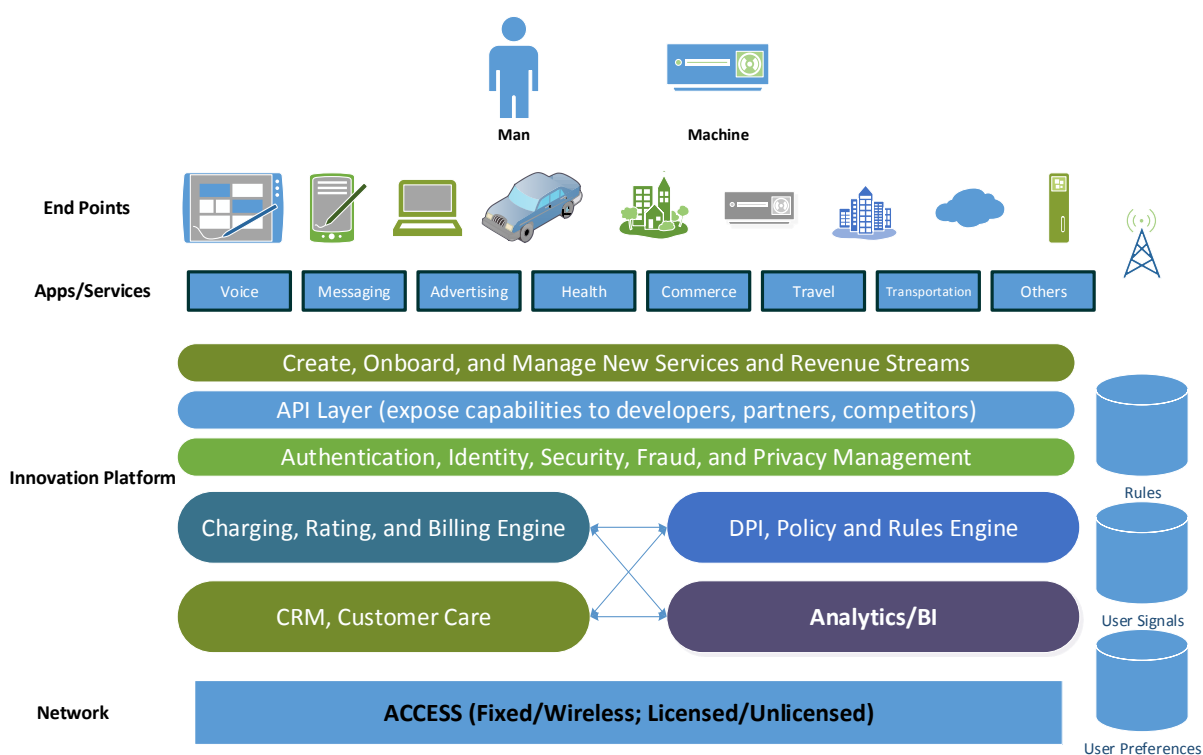 Man
Machine
End Points
Apps/Services
Voice
Messaging
Advertising
Health
Commerce
Travel
Transportation
Others
Create, Onboard, and Manage New Services and Revenue Streams
API Layer (expose capabilities to developers, partners, competitors)
Authentication, Identity, Security, Fraud, and Privacy Management
Innovation Platform
Rules
Charging, Rating, and Billing Engine
DPI, Policy and Rules Engine
CRM, Customer Care
Analytics/BI
User Signals
Network
ACCESS (Fixed/Wireless; Licensed/Unlicensed)
User Preferences